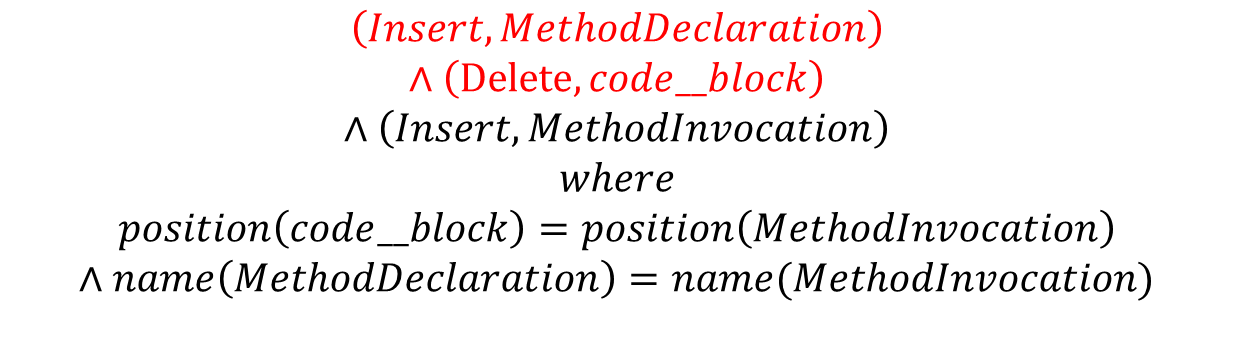 (Insert, MethodDeclaration)
∧ (Delete, code__block)
∧ (Insert, MethodInvocation)
where
position(code__block) = position(MethodInvocation)
∧ name(MethodDeclaration) = name(MethodInvocation)